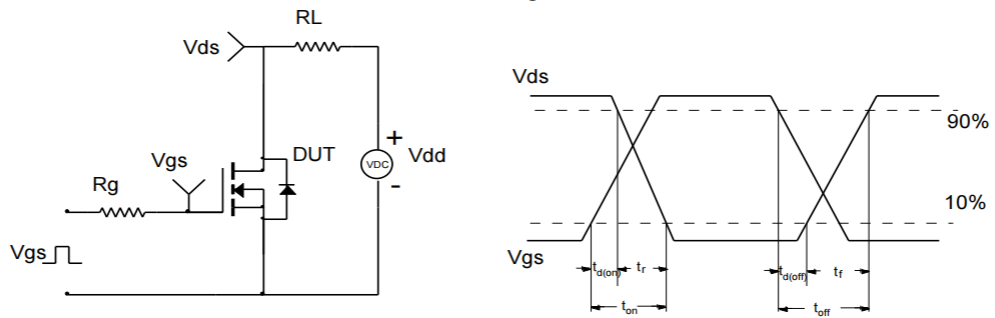 RL
Vds
Vgs
DUT
+
Vdd
VDC
-
Rg
Vgs
Vds
90%
10%
Vgs
td(on)
tr
td(off)
tf
ton
toff